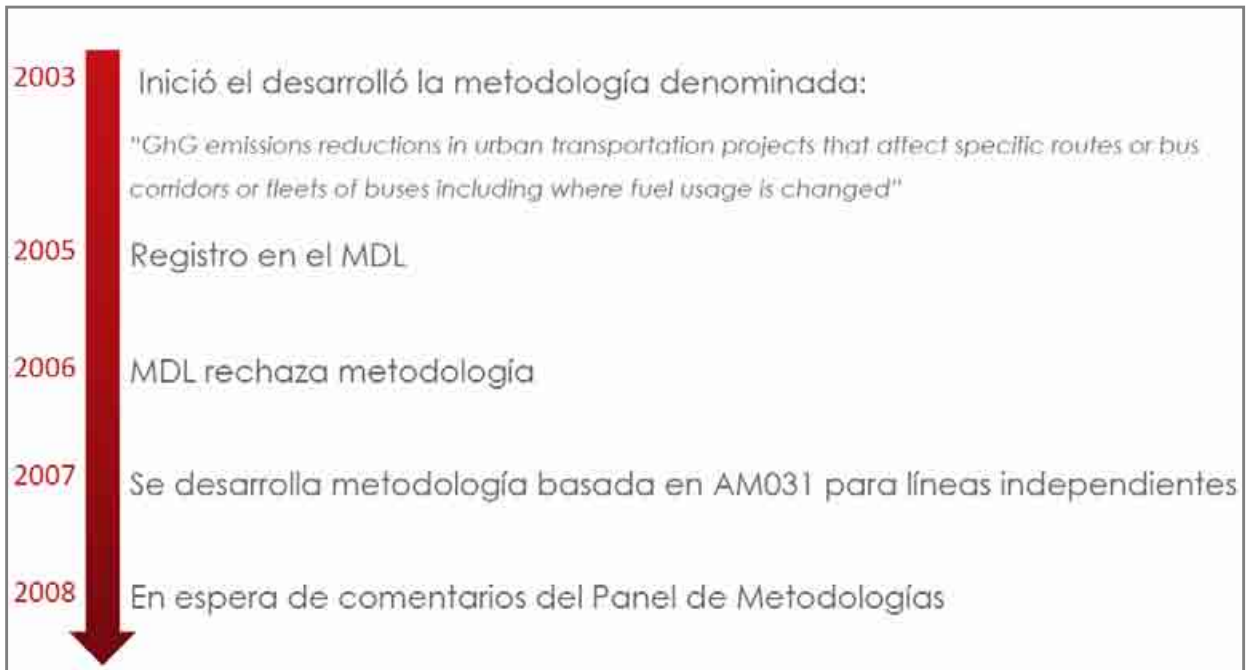 2003 Inició el desarrolló la metodología denominada:
"GhG emissions reductions in urban transportation projects that affect specific routes or bus
corridors or fleets of buses including where fuel usage is changed"
2005 Registro en el MDL
2006 MDL rechaza metodología
2007 Se desarrolla metodología basada en AM031 para líneas independientes
2008 En espera de comentarios del Panel de Metodologías